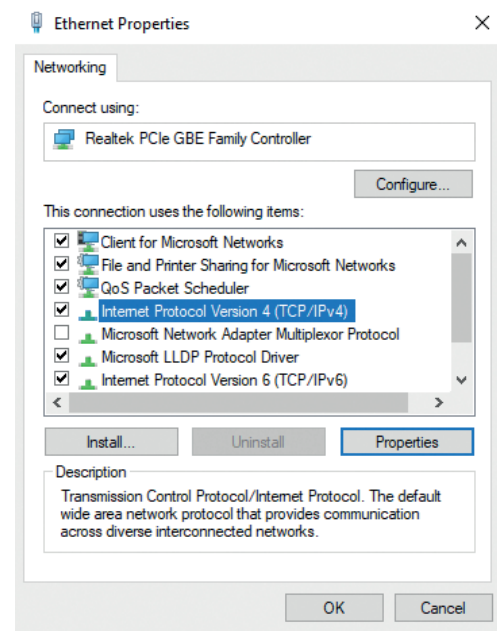 Ethernet Properties
Networking
Connect using:
Realtek PCIe GBE Family Controller
Configure...
This connection uses the following items:
Client for Microsoft Networks
File and Printer Sharing for Microsoft Networks
QoS Packet Scheduler
Internet Protocol Version 4 (TCP/IPv4)
Microsoft Network Adapter Multiplexor Protocol
Microsoft LLDP Protocol Driver
Internet Protocol Version 6 (TCP/IPv6)
Install... Uninstall Properties
Description
Transmission Control Protocol/Internet Protocol. The default
wide area network protocol that provides communication
across diverse interconnected networks.
OK Cancel